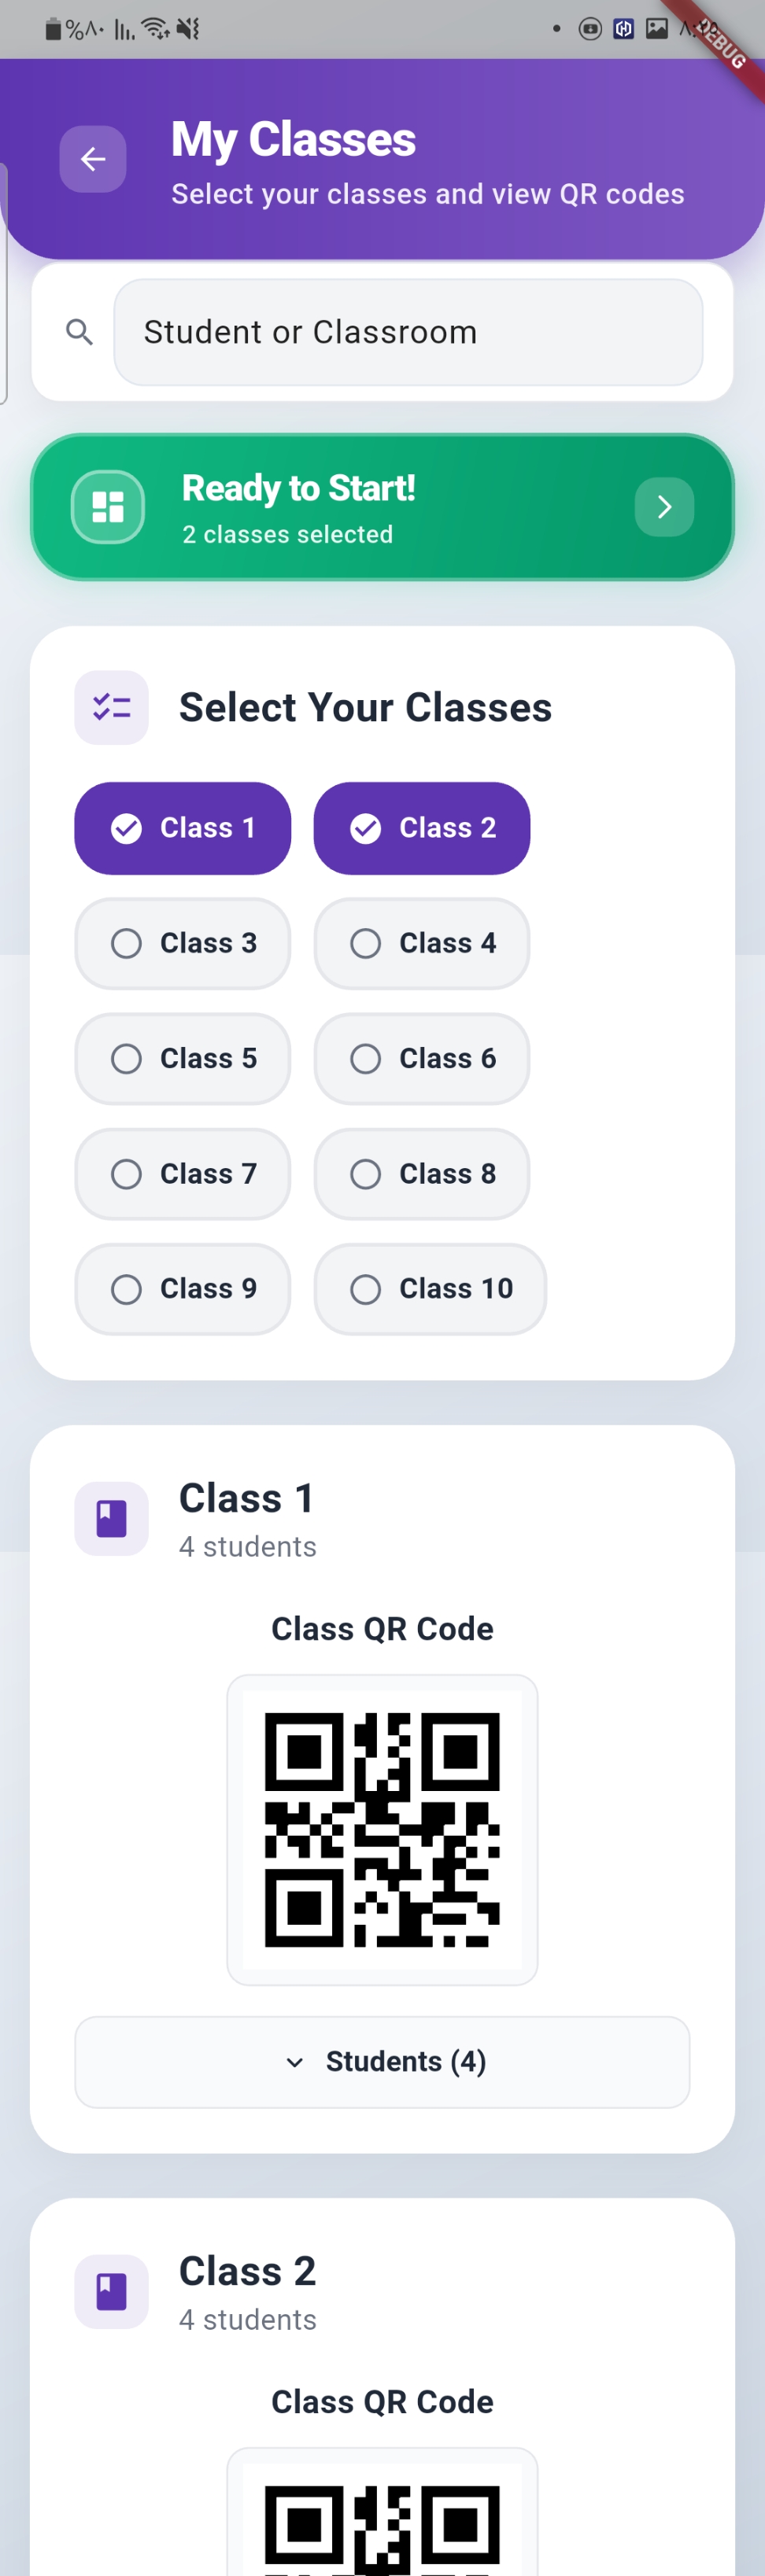 %٨٠
DEBUG
My Classes
Select your classes and view QR codes
Student or Classroom
Ready to Start!
2 classes selected
Select Your Classes
Class 1
Class 2
Class 3
Class 4
Class 5
Class 6
Class 7
Class 8
Class 9
Class 10
Class 1
4 students
Class QR Code
Students (4)
Class 2
4 students
Class QR Code